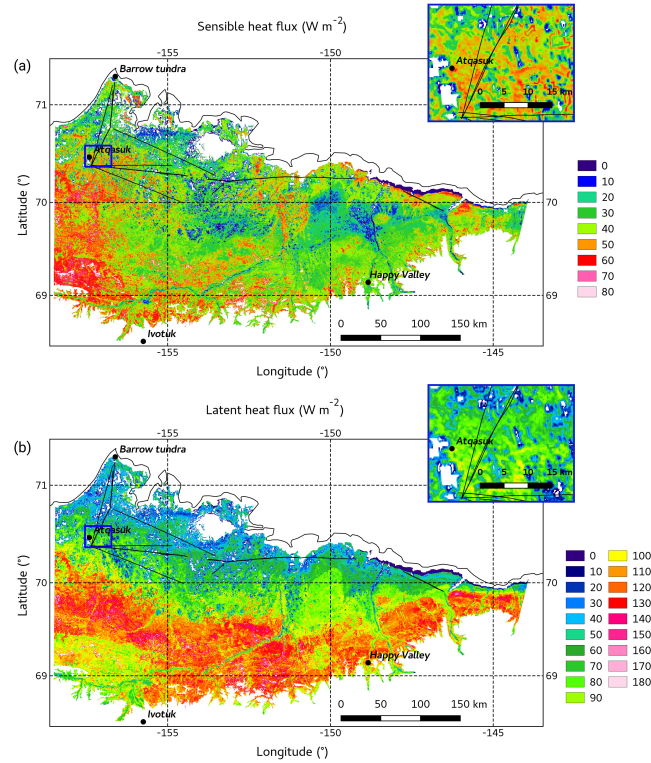 Sensible heat flux (W m⁻²)
(a)
-155
-150
Barrow tundra
Atqasuk
Atqasuk
0 5 10 15 km
71
70
70
69
69
Latitude (°)
Happy Valley
Ivotuk
0 50 100 150 km
-155
-150
-145
Longitude (°)
0
10
20
30
40
50
60
70
80
Latent heat flux (W m⁻²)
(b)
-155
-150
Barrow tundra
Atqasuk
Atqasuk
0 5 10 15 km
71
70
70
69
69
Latitude (°)
Happy Valley
Ivotuk
0 50 100 150 km
-155
-150
-145
Longitude (°)
0 100
10 110
20 120
30 130
40 140
50 150
60 160
70 170
80 180
90